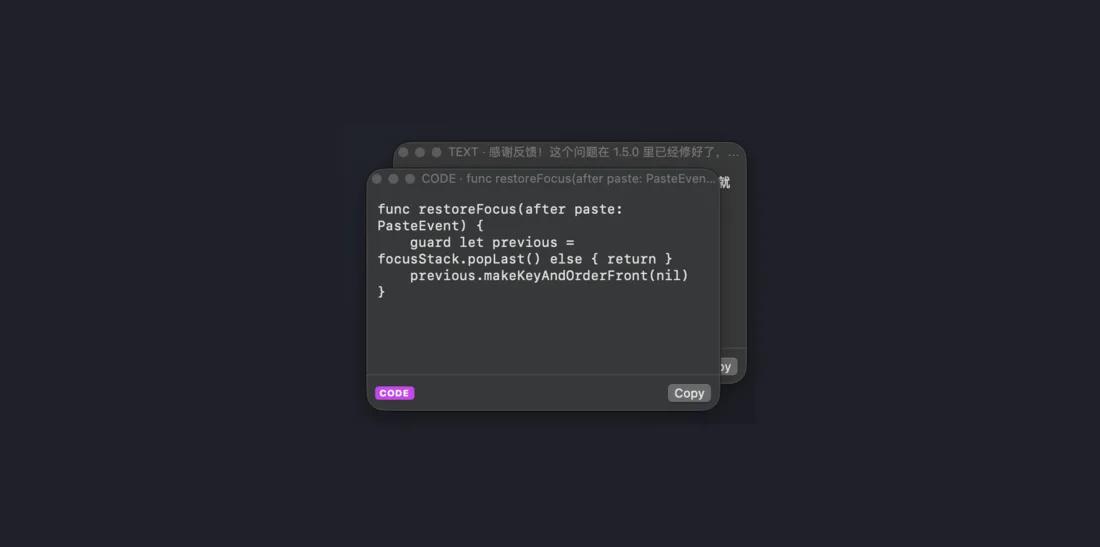 TEXT · 感谢反馈！这个问题在 1.5.0 里已经修好了，...
CODE · func restoreFocus(after paste: PasteEven...
就
func restoreFocus(after paste:
PasteEvent) {
    guard let previous =
focusStack.popLast() else { return }
    previous.makeKeyAndOrderFront(nil)
}
py
CODE
Copy